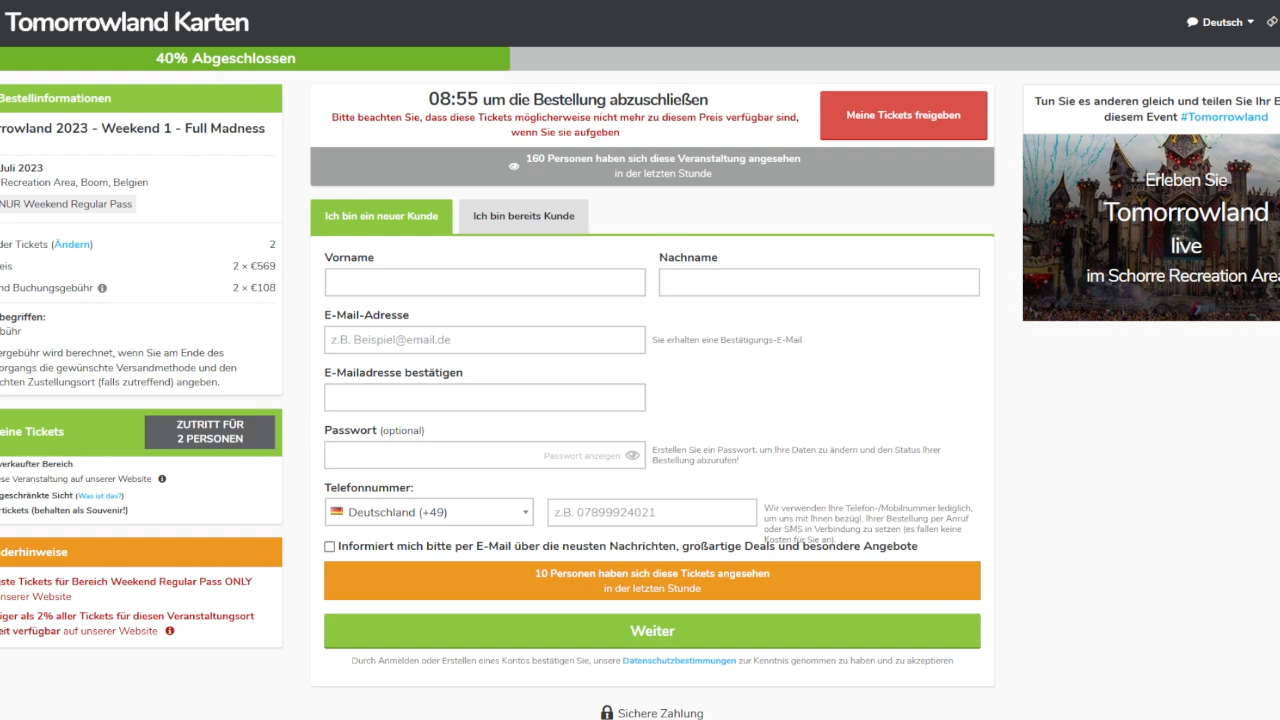 Tomorrowland Karten
Deutsch
40% Abgeschlossen
Bestellinformationen
rrowland 2023 - Weekend 1 - Full Madness
Juli 2023
Recreation Area, Boom, Belgien
NUR Weekend Regular Pass
der Tickets (Ändern) 2
eis 2 × €569
nd Buchungsgebühr 2 × €108
begriffen:
bühr
ergebühr wird berechnet, wenn Sie am Ende des
organgs die gewünschte Versandmethode und den
chten Zustellungsort (falls zutreffend) angeben.
eine Tickets
ZUTRITT FÜR
2 PERSONEN
verkaufter Bereich
ese Veranstaltung auf unserer Website
geschränkte Sicht (Was ist das?)
rtickets (behalten als Souvenir!)
derhinweise
gste Tickets für Bereich Weekend Regular Pass ONLY
unserer Website
iger als 2% aller Tickets für diesen Veranstaltungsort
eit verfügbar auf unserer Website
08:55 um die Bestellung abzuschließen
Bitte beachten Sie, dass diese Tickets möglicherweise nicht mehr zu diesem Preis verfügbar sind,
wenn Sie sie aufgeben
Meine Tickets freigeben
160 Personen haben sich diese Veranstaltung angesehen
in der letzten Stunde
Ich bin ein neuer Kunde
Ich bin bereits Kunde
Vorname
Nachname
E-Mail-Adresse
z.B. Beispiel@email.de
Sie erhalten eine Bestätigungs-E-Mail
E-Mailadresse bestätigen
Passwort (optional)
Passwort anzeigen
Erstellen Sie ein Passwort, um Ihre Daten zu ändern und den Status Ihrer
Bestellung abzurufen!
Telefonnummer:
Deutschland (+49)
z.B. 07899924021
Wir verwenden Ihre Telefon-/Mobilnummer lediglich,
um uns mit Ihnen bezügl. Ihrer Bestellung per Anruf
oder SMS in Verbindung zu setzen (es fallen keine
Kosten für Sie an).
Informiert mich bitte per E-Mail über die neusten Nachrichten, großartige Deals und besondere Angebote
10 Personen haben sich diese Tickets angesehen
in der letzten Stunde
Weiter
Durch Anmelden oder Erstellen eines Kontos bestätigen Sie, unsere Datenschutzbestimmungen zur Kenntnis genommen zu haben und zu akzeptieren
Sichere Zahlung
Tun Sie es anderen gleich und teilen Sie Ihr E
diesem Event #Tomorrowland
Erleben Sie
Tomorrowland
live
im Schorre Recreation Area